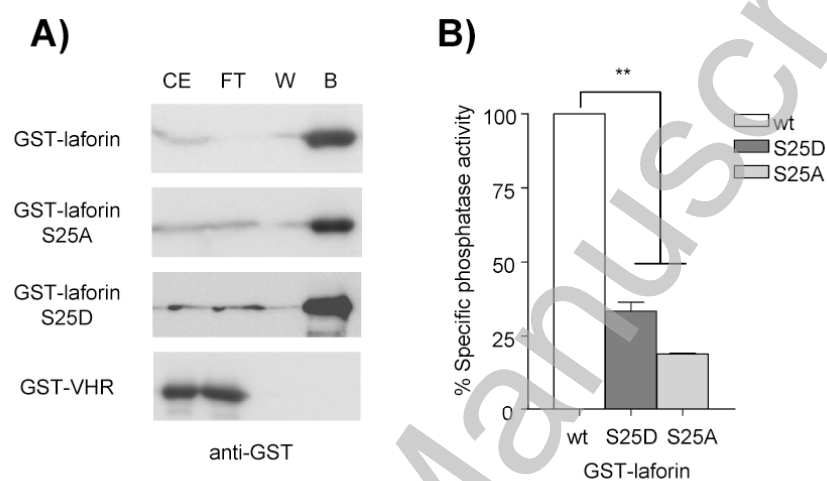 A)
CE FT W B
GST-laforin
GST-laforin
S25A
GST-laforin
S25D
GST-VHR
anti-GST
B)
**
% Specific phosphatase activity
100
75
50
25
0
wt
S25D
S25A
wt S25D S25A
GST-laforin
Manuscr